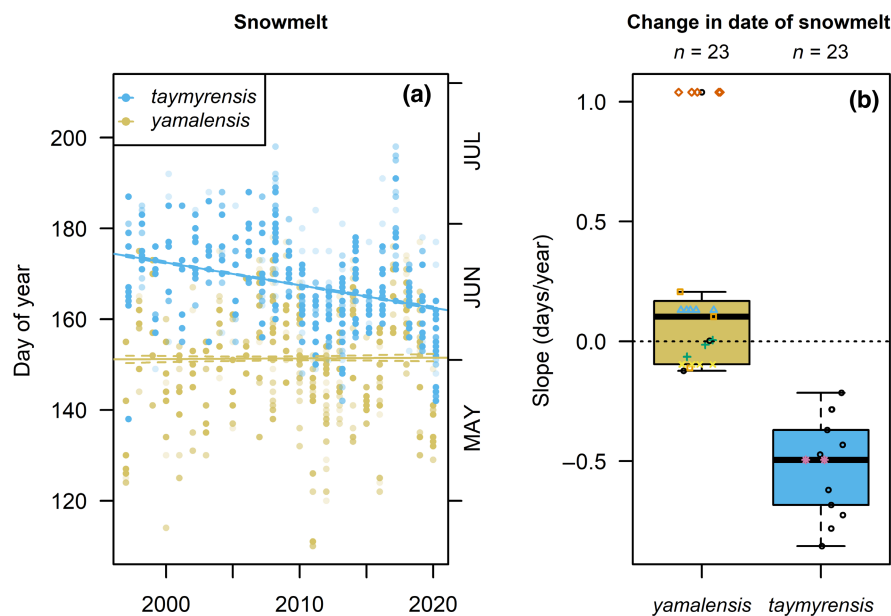 Snowmelt
taymyrensis
yamalensis
(a)
Day of year
200
180
160
140
120
2000
2010
2020
JUL
JUN
MAY
Change in date of snowmelt
n = 23
n = 23
(b)
Slope (days/year)
1.0
0.5
0.0
−0.5
yamalensis
taymyrensis